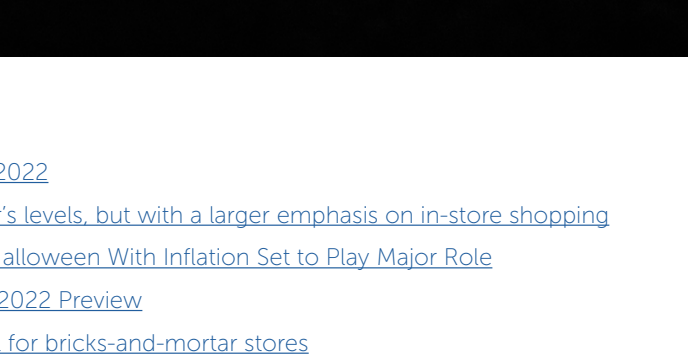 2022
's levels, but with a larger emphasis on in-store shopping
alloween With Inflation Set to Play Major Role
2022 Preview
for bricks-and-mortar stores